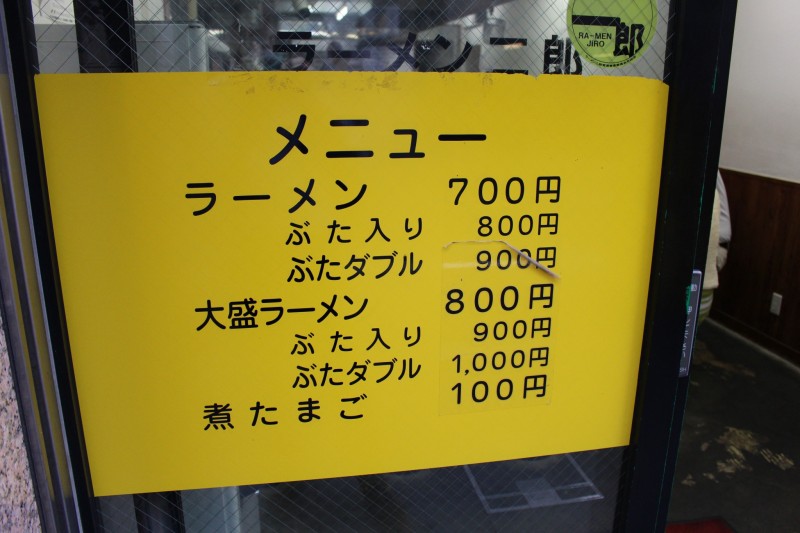 ラーメン二郎
二郎
RA-MEN
JIRO
メニュー
ラーメン 700円
ぶた入り 800円
ぶたダブル 900円
大盛ラーメン 800円
ぶた入り 900円
ぶたダブル 1,000円
煮たまご 100円